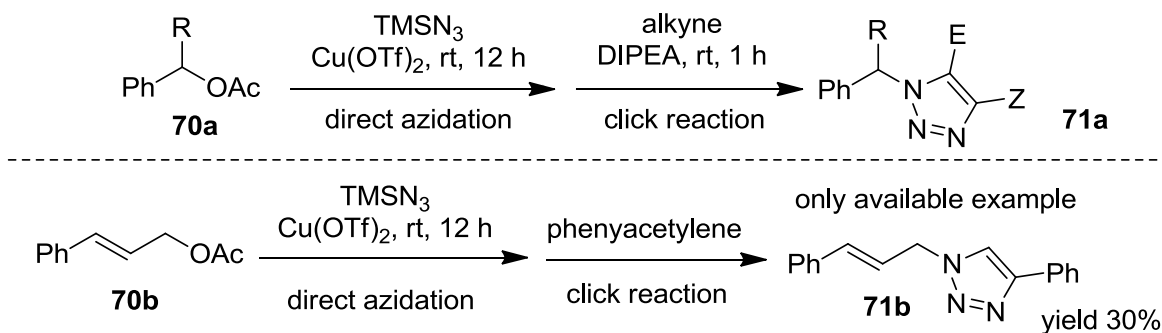 TMSN3
Cu(OTf)2, rt, 12 h
direct azidation
alkyne
DIPEA, rt, 1 h
click reaction
R
Ph
OAc
70a
R
E
Ph
N
Z
N
N
71a
TMSN3
Cu(OTf)2, rt, 12 h
direct azidation
phenyacetylene
click reaction
only available example
Ph
OAc
70b
Ph
N
Ph
N
N
71b
yield 30%